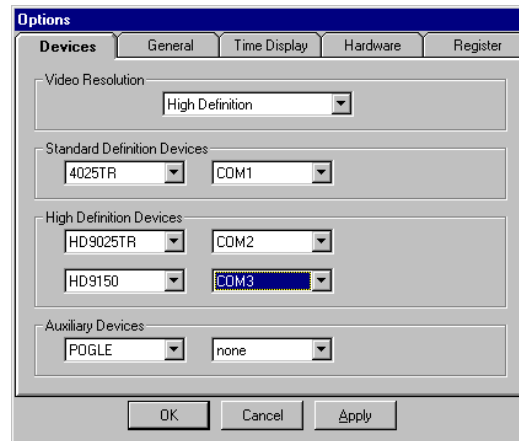 Options
Devices General Time Display Hardware Register
Video Resolution
High Definition
Standard Definition Devices
4025TR COM1
High Definition Devices
HD9025TR COM2
HD9150 COM3
Auxiliary Devices
POGLE none
OK Cancel Apply